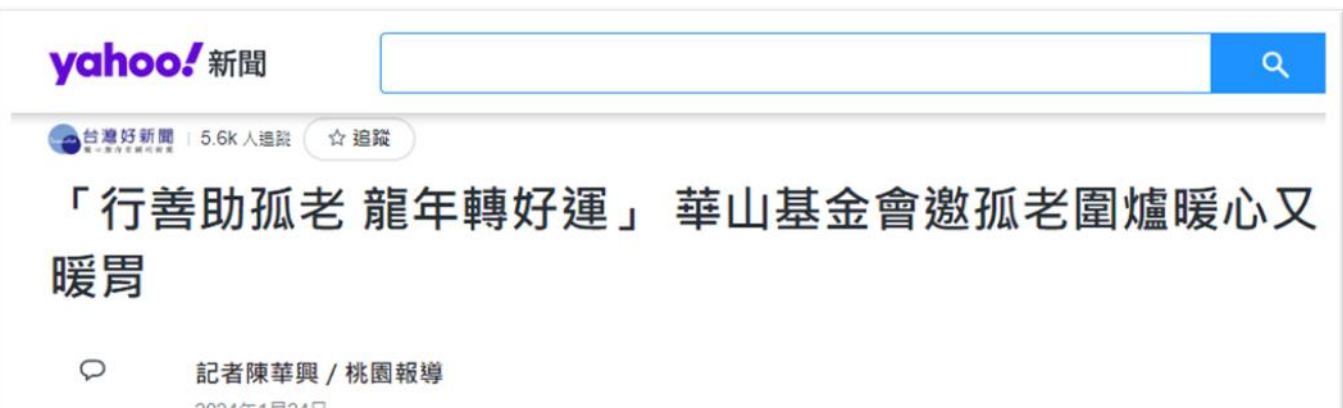 yahoo!新聞
台灣好新聞 5.6k 人追蹤 ☆ 追蹤
「行善助孤老 龍年轉好運」 華山基金會邀孤老圍爐暖心又
暖胃
記者陳華興 / 桃園報導